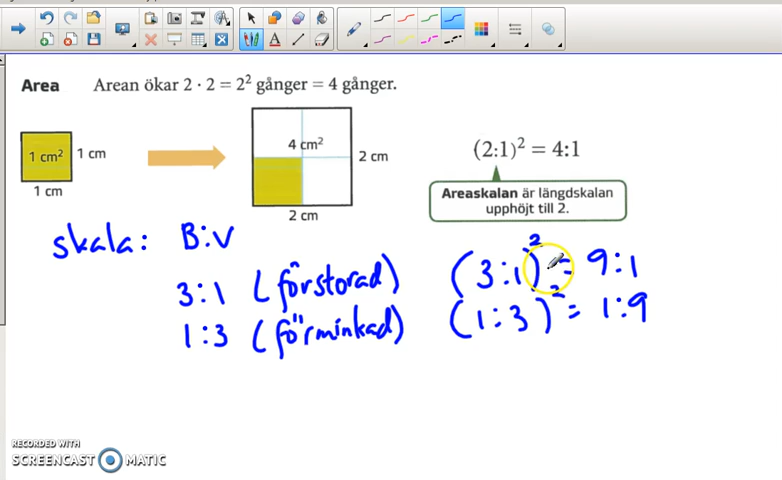 Area Arean ökar 2 · 2 = 2² gånger = 4 gånger.
1 cm² 1 cm
1 cm
4 cm²
2 cm
2 cm
(2:1)² = 4:1
Areaskalan är längdskalan
upphöjt till 2.
skala: B:V
3:1 (förstorad) (3:1)² = 9:1
1:3 (förminkad) (1:3)² = 1:9
RECORDED WITH
SCREENCAST MATIC